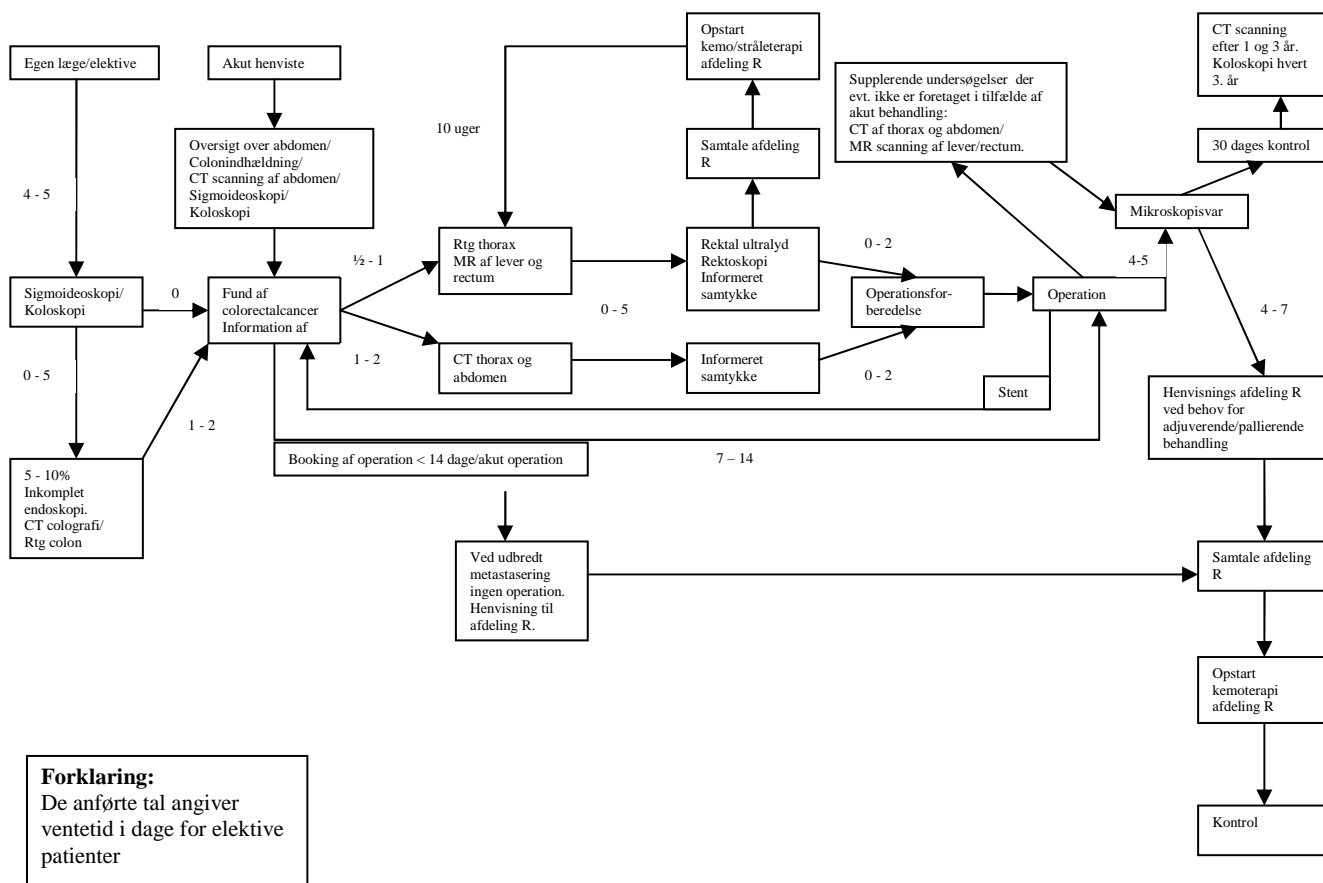 Egen læge/elektive
Akut henviste
Opstart
kemo/stråleterapi
afdeling R
CT scanning
efter 1 og 3 år.
Koloskopi hvert
3. år
Supplerende undersøgelser der
evt. ikke er foretaget i tilfælde af
akut behandling:
CT af thorax og abdomen/
MR scanning af lever/rectum.
10 uger
4 - 5
Oversigt over abdomen/
Colonindhældning/
CT scanning af abdomen/
Sigmoideoskopi/
Koloskopi
Samtale afdeling
R
30 dages kontrol
Mikroskopisvar
½ - 1
Rtg thorax
MR af lever og
rectum
Rektal ultralyd
Rektoskopi
Informeret
samtykke
0 - 2
4-5
Sigmoideoskopi/
Koloskopi
0
Fund af
colorectalcancer
Information af
0 - 5
Operationsfor-
beredelse
Operation
4 - 7
0 - 5
1 - 2
CT thorax og
abdomen
Informeret
samtykke
0 - 2
Stent
Henvisnings afdeling R
ved behov for
adjuverende/pallierende
behandling
1 - 2
Booking af operation < 14 dage/akut operation
7 – 14
5 - 10%
Inkomplet
endoskopi.
CT colografi/
Rtg colon
Ved udbredt
metastasering
ingen operation.
Henvisning til
afdeling R.
Samtale afdeling
R
Opstart
kemoterapi
afdeling R
Kontrol
Forklaring:
De anførte tal angiver
ventetid i dage for elektive
patienter